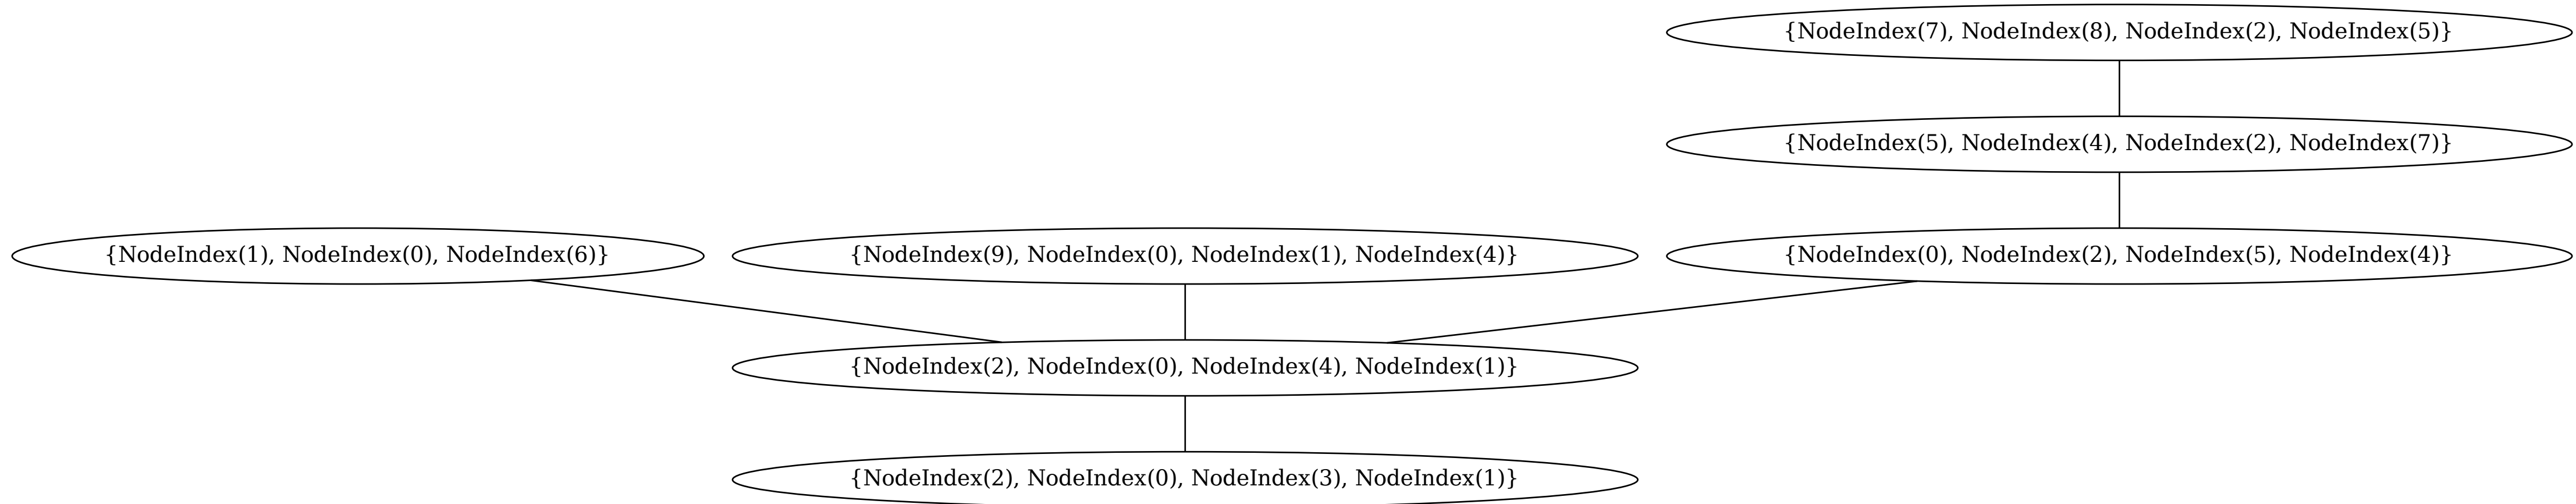 {NodeIndex(7), NodeIndex(8), NodeIndex(2), NodeIndex(5)}
{NodeIndex(5), NodeIndex(4), NodeIndex(2), NodeIndex(7)}
{NodeIndex(1), NodeIndex(0), NodeIndex(6)}
{NodeIndex(9), NodeIndex(0), NodeIndex(1), NodeIndex(4)}
{NodeIndex(0), NodeIndex(2), NodeIndex(5), NodeIndex(4)}
{NodeIndex(2), NodeIndex(0), NodeIndex(4), NodeIndex(1)}
{NodeIndex(2), NodeIndex(0), NodeIndex(3), NodeIndex(1)}